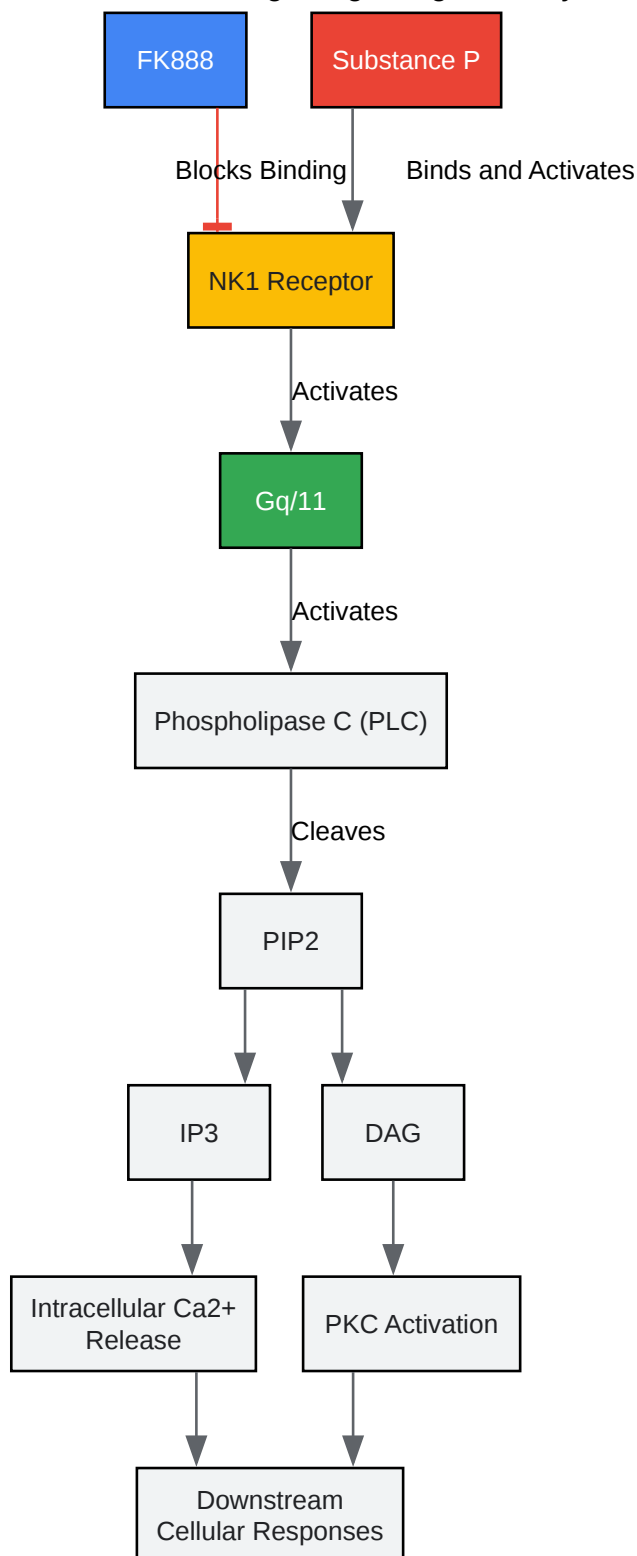 FK888
Substance P
Blocks Binding
Binds and Activates
NK1 Receptor
Activates
Gq/11
Activates
Phospholipase C (PLC)
Cleaves
PIP2
IP3
DAG
Intracellular Ca2+
Release
PKC Activation
Downstream
Cellular Responses